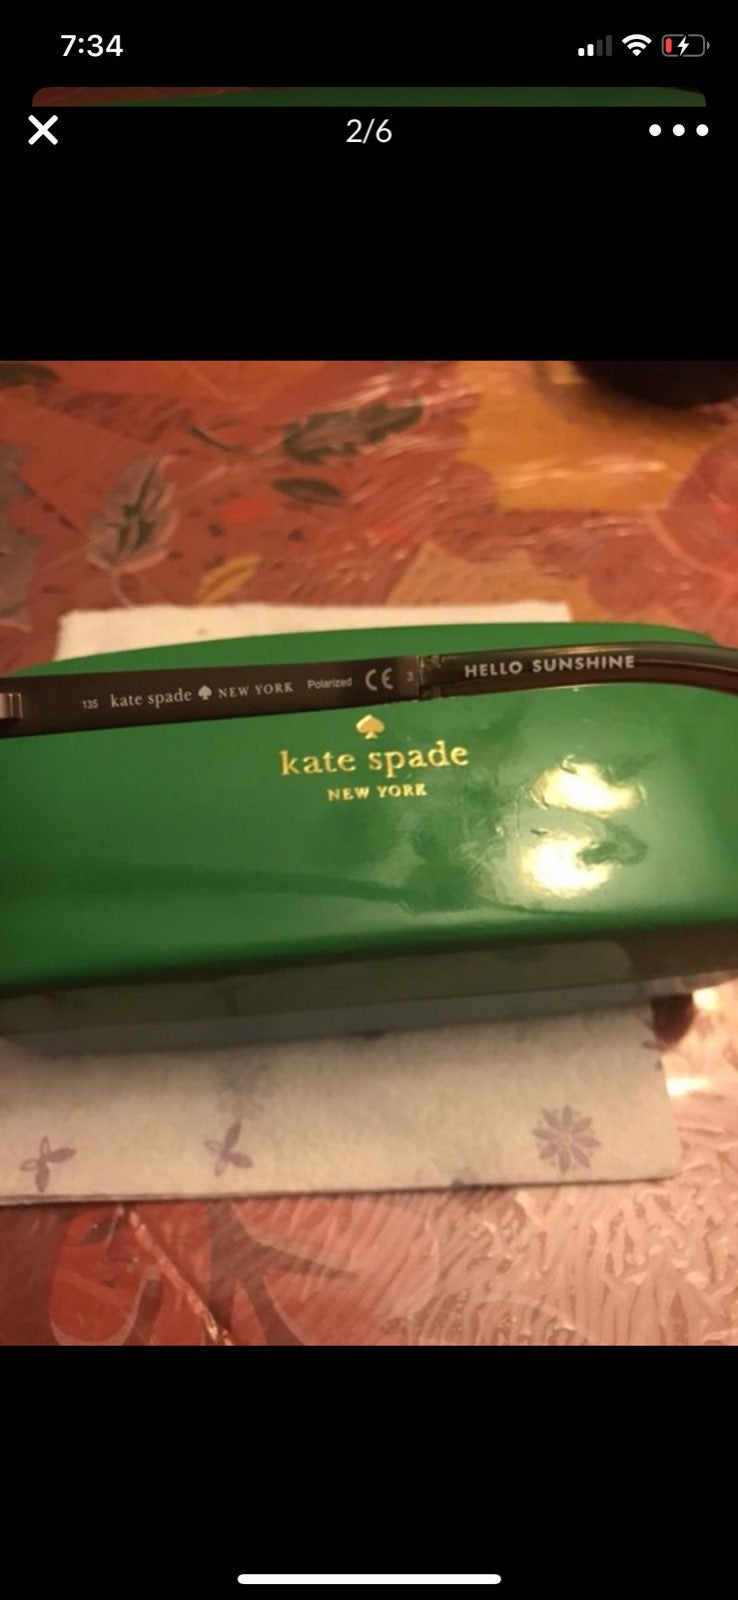 7:34
2/6
135 kate spade NEW YORK Polarized CE 3
HELLO SUNSHINE
kate spade
NEW YORK